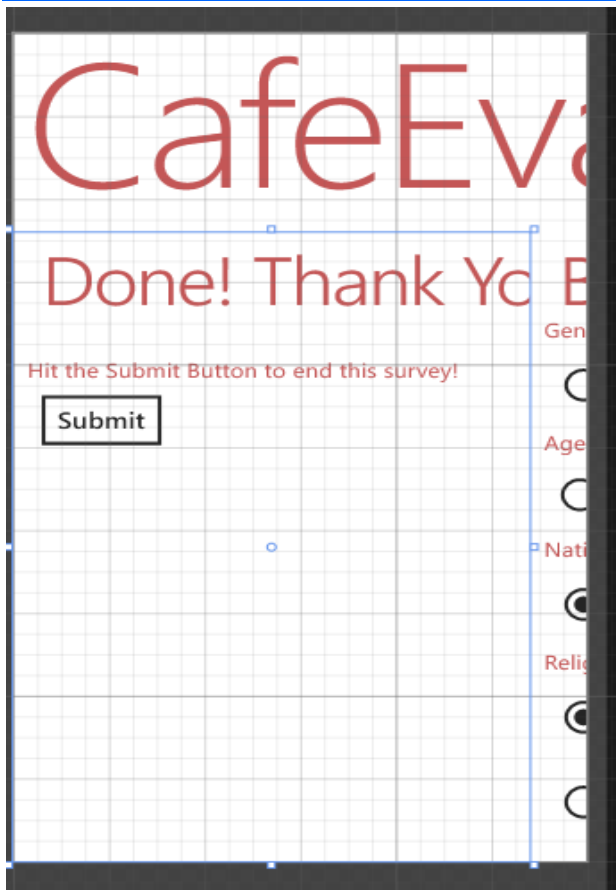 CafeEva
Done! Thank Yo
Gen
Hit the Submit Button to end this survey!
Submit
Age
Nati
Relig